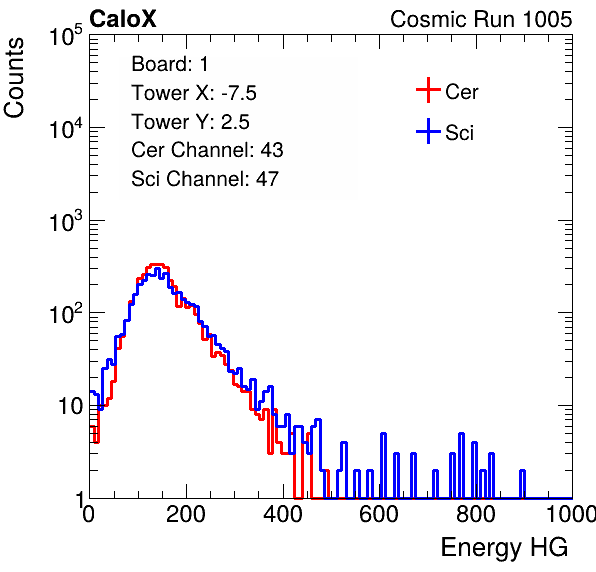 CaloX Cosmic Run 1005
Counts
10^5
10^4
10^3
10^2
10
1
Board: 1
Tower X: -7.5
Tower Y: 2.5
Cer Channel: 43
Sci Channel: 47
Cer
Sci
0 200 400 600 800 1000
Energy HG